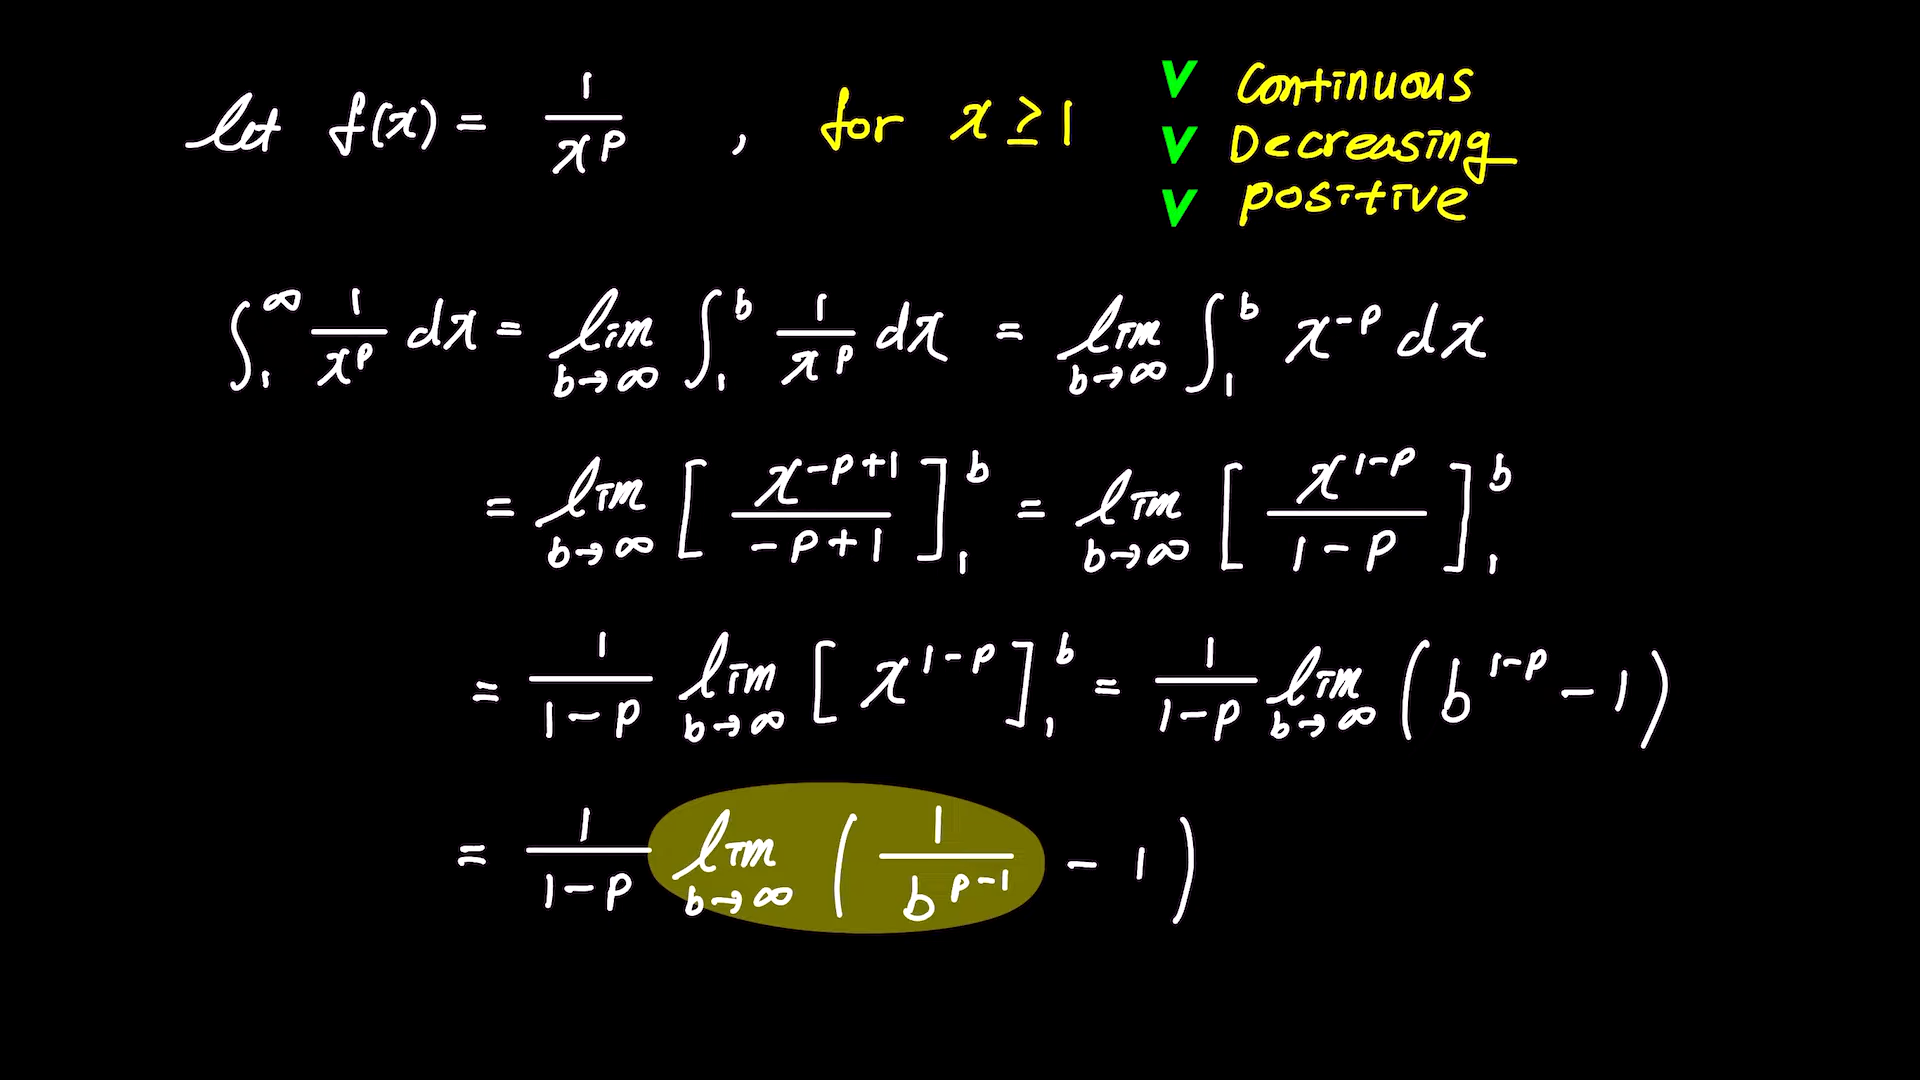 let f(x) = 1/x^p , for x ≥ 1
V Continuous
V Decreasing
V positive
∫_1^∞ 1/x^p dx = lim_{b→∞} ∫_1^b 1/x^p dx = lim_{b→∞} ∫_1^b x^{-p} dx
= lim_{b→∞} [ x^{-p+1}/(-p+1) ]_1^b = lim_{b→∞} [ x^{1-p}/(1-p) ]_1^b
= 1/(1-p) lim_{b→∞} [ x^{1-p} ]_1^b = 1/(1-p) lim_{b→∞} ( b^{1-p} - 1 )
= 1/(1-p) lim_{b→∞} ( 1/b^{p-1} - 1 )